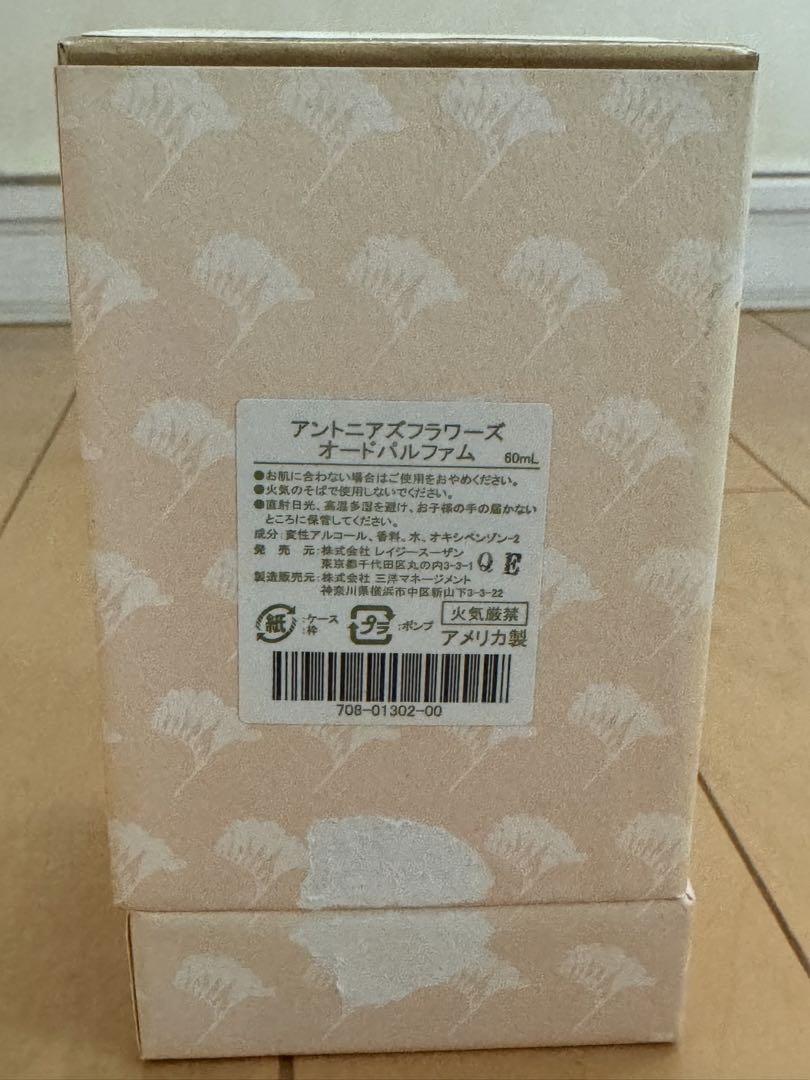 アントニアズフラワーズ
オードパルファム 60mL
●お肌に合わない場合はご使用をおやめください。
●火気のそばで使用しないでください。
●直射日光、高温多湿を避け、お子様の手の届かない
ところに保管してください。
成分:変性アルコール、香料、水、オキシベンゾン-2
発 売 元:株式会社 レイジースーザン
東京都千代田区丸の内3-3-1 Q E
製造販売元:株式会社 三洋マネージメント
神奈川県横浜市中区新山下3-3-22
紙 :ケース :枠 プラ :ポンプ 火気厳禁
アメリカ製
708-01302-00